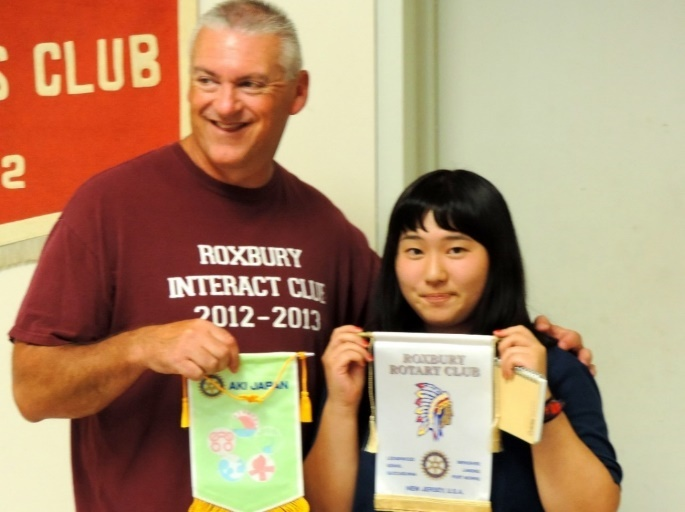 S CLUB
2
ROXBURY
INTERACT CLUB
2012-2013
AKI JAPAN
ROXBURY
ROTARY CLUB
NEW JERSEY, U.S.A.